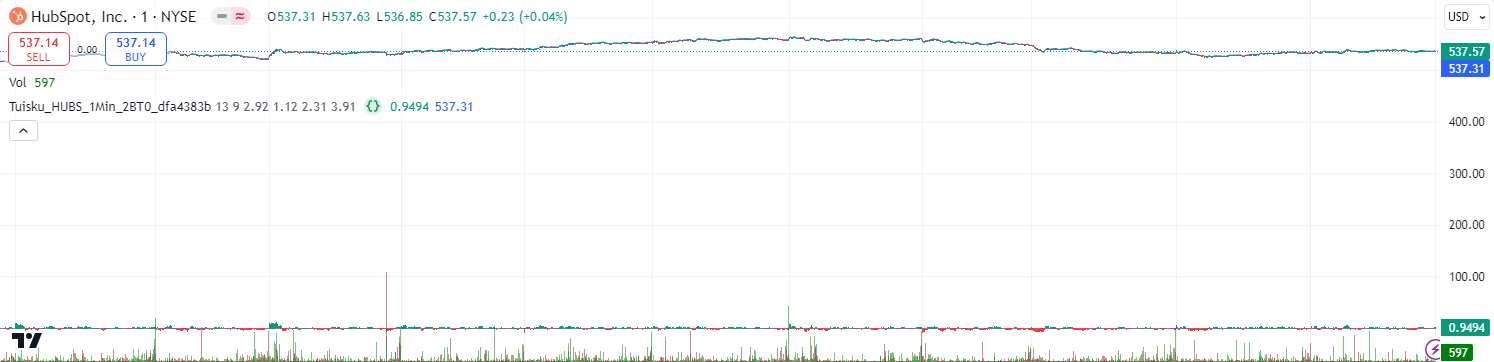 HubSpot, Inc. · 1 · NYSE O537.31 H537.63 L536.85 C537.57 +0.23 (+0.04%) USD
537.14 SELL 0.00 537.14 BUY
537.57
537.31
Vol 597
Tuisku_HUBS_1Min_2BT0_dfa4383b 13 9 2.92 1.12 2.31 3.91 {} 0.9494 537.31
400.00
300.00
200.00
100.00
0.9494
597